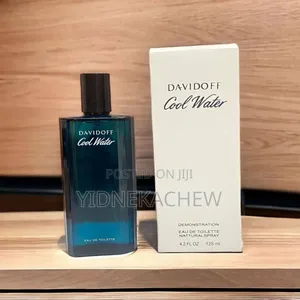 DAVIDOFF
Cool Water
EAU DE TOILETTE
DAVIDOFF
Cool Water
DEMONSTRATION
EAU DE TOILETTE
NATURAL SPRAY
4.2 FL.OZ 125 ml
POSTED ON JIJI
YIDNEKACHEW